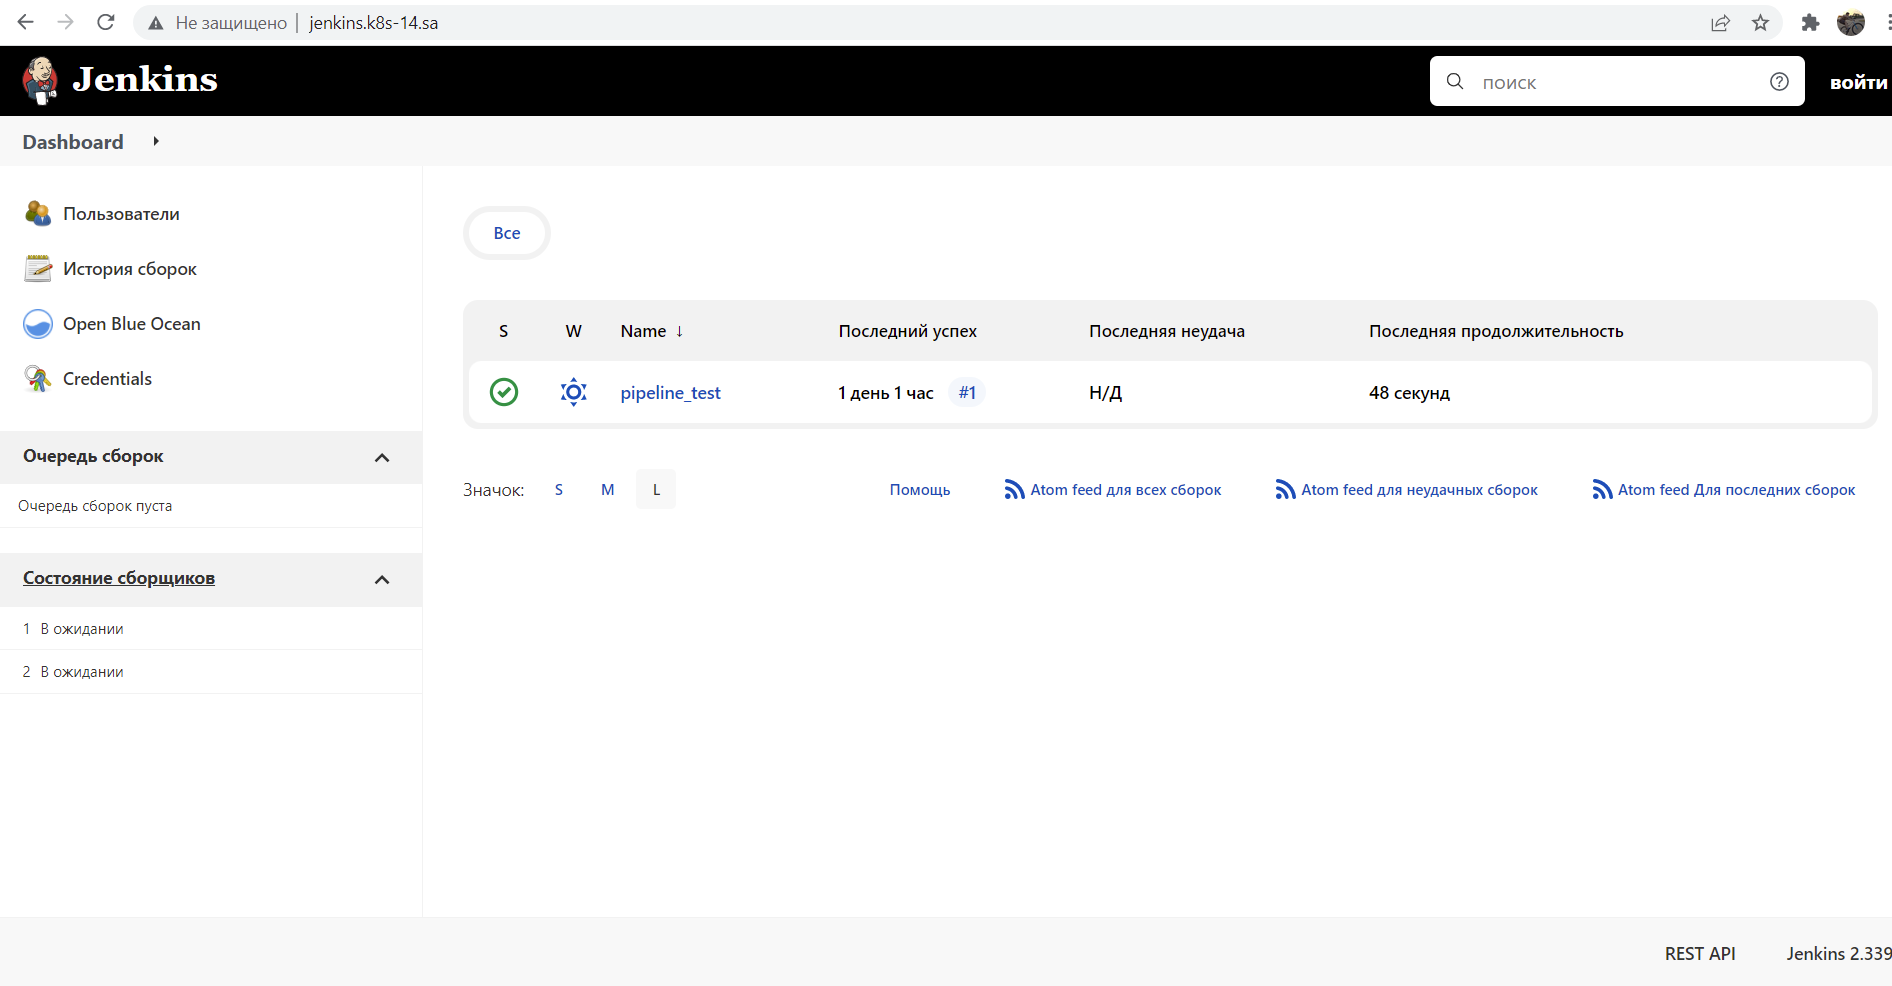 Не защищено | jenkins.k8s-14.sa
Jenkins
поиск
войти
Dashboard
Пользователи
История сборок
Open Blue Ocean
Credentials
Очередь сборок
Очередь сборок пуста
Состояние сборщиков
1 В ожидании
2 В ожидании
Все
S W Name ↓ Последний успех Последняя неудача Последняя продолжительность
pipeline_test 1 день 1 час #1 Н/Д 48 секунд
Значок: S M L Помощь Atom feed для всех сборок Atom feed для неудачных сборок Atom feed Для последних сборок
REST API Jenkins 2.339